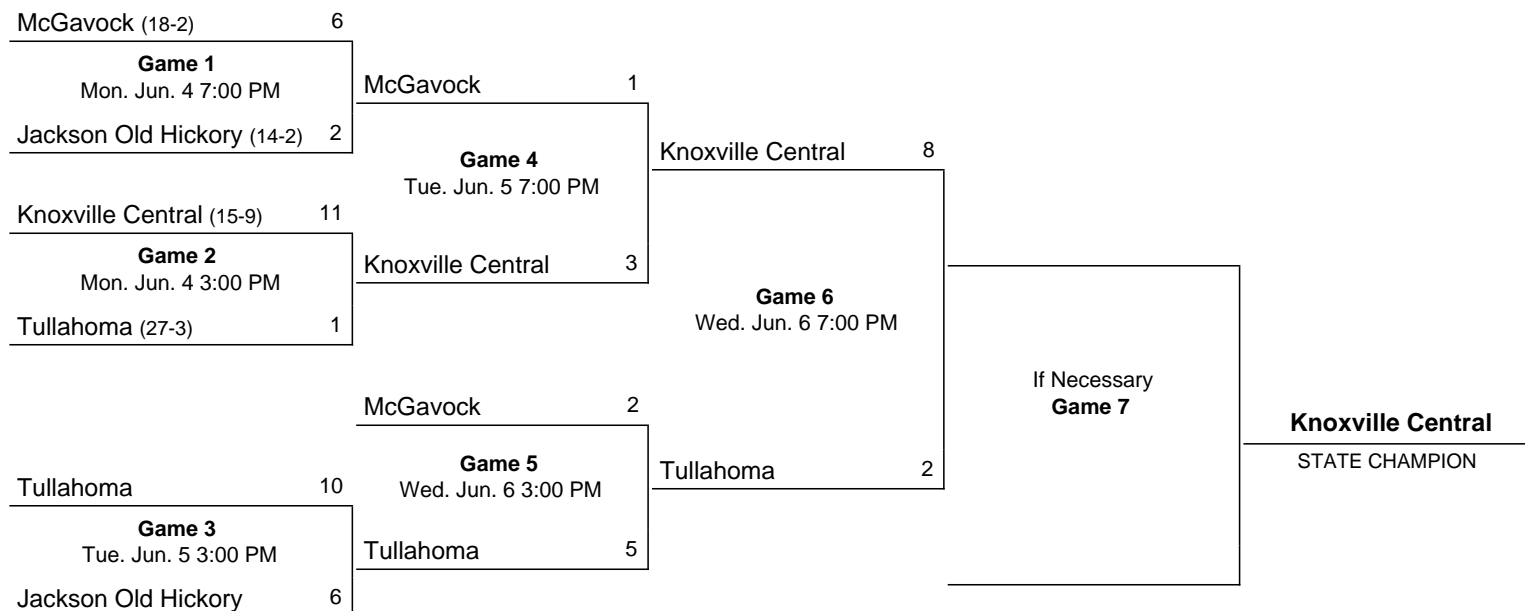 McGavock (18-2) 6
Game 1
Mon. Jun. 4 7:00 PM
Jackson Old Hickory (14-2) 2
McGavock 1
Game 4
Tue. Jun. 5 7:00 PM
Knoxville Central 3
Knoxville Central (15-9) 11
Game 2
Mon. Jun. 4 3:00 PM
Tullahoma (27-3) 1
Knoxville Central 8
Game 6
Wed. Jun. 6 7:00 PM
Tullahoma 2
McGavock 2
Game 5
Wed. Jun. 6 3:00 PM
Tullahoma 5
Tullahoma 10
Game 3
Tue. Jun. 5 3:00 PM
Jackson Old Hickory 6
If Necessary
Game 7
Knoxville Central
STATE CHAMPION